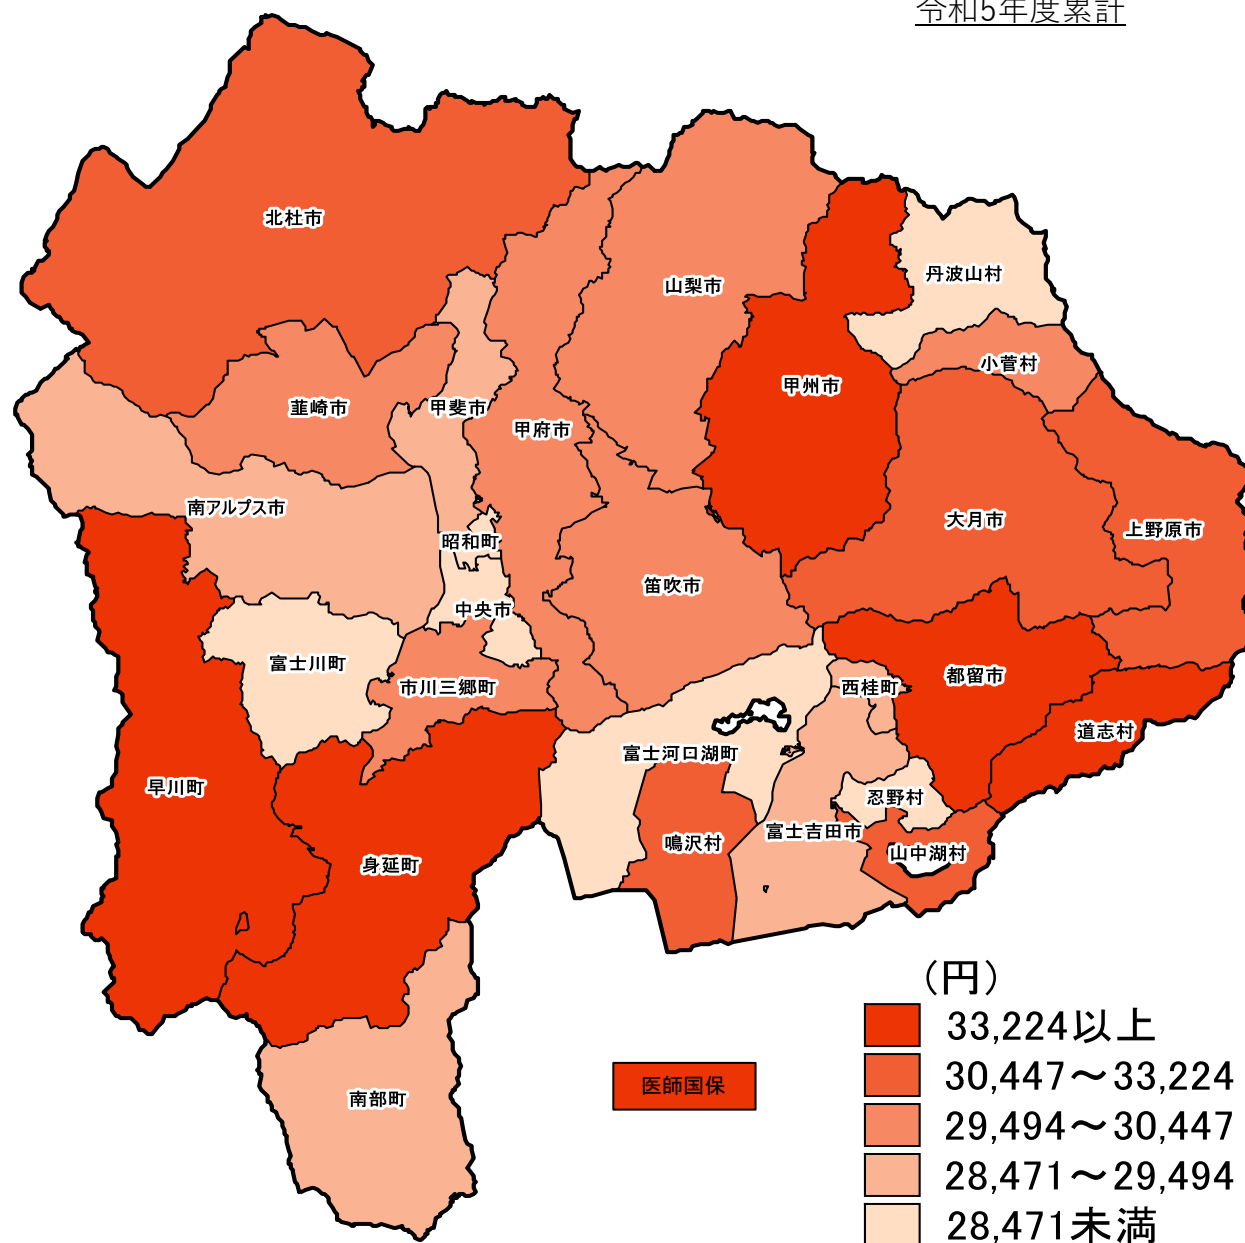 令和5年度累計
北杜市
丹波山村
山梨市
小菅村
甲州市
韮崎市
甲斐市
甲府市
南アルプス市
大月市
上野原市
昭和町
笛吹市
中央市
富士川町
市川三郷町
西桂町
都留市
道志村
富士河口湖町
早川町
忍野村
富士吉田市
鳴沢村
山中湖村
身延町
南部町
医師国保
(円)
33,224以上
30,447～33,224
29,494～30,447
28,471～29,494
28,471未満